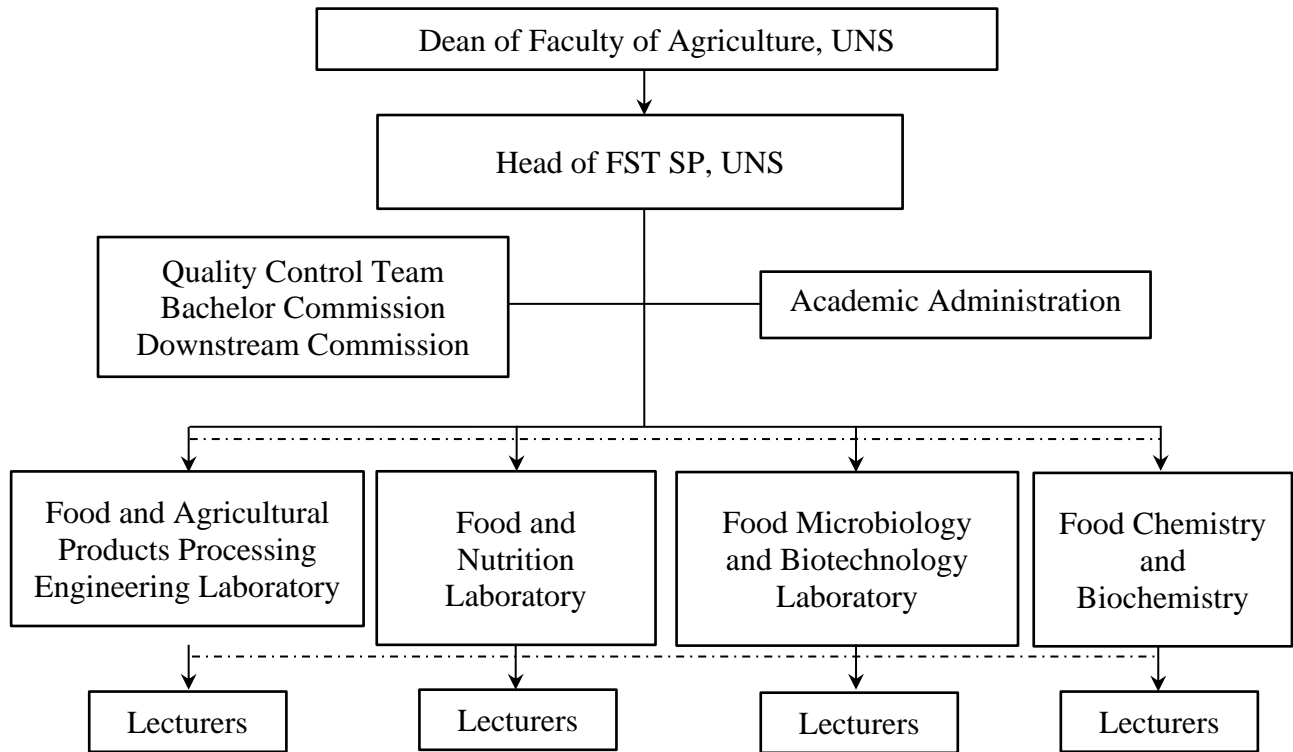 Dean of Faculty of Agriculture, UNS
Head of FST SP, UNS
Quality Control Team
Bachelor Commission
Downstream Commission
Academic Administration
Food and Agricultural
Products Processing
Engineering Laboratory
Food and
Nutrition
Laboratory
Food Microbiology
and Biotechnology
Laboratory
Food Chemistry
and
Biochemistry
Lecturers
Lecturers
Lecturers
Lecturers